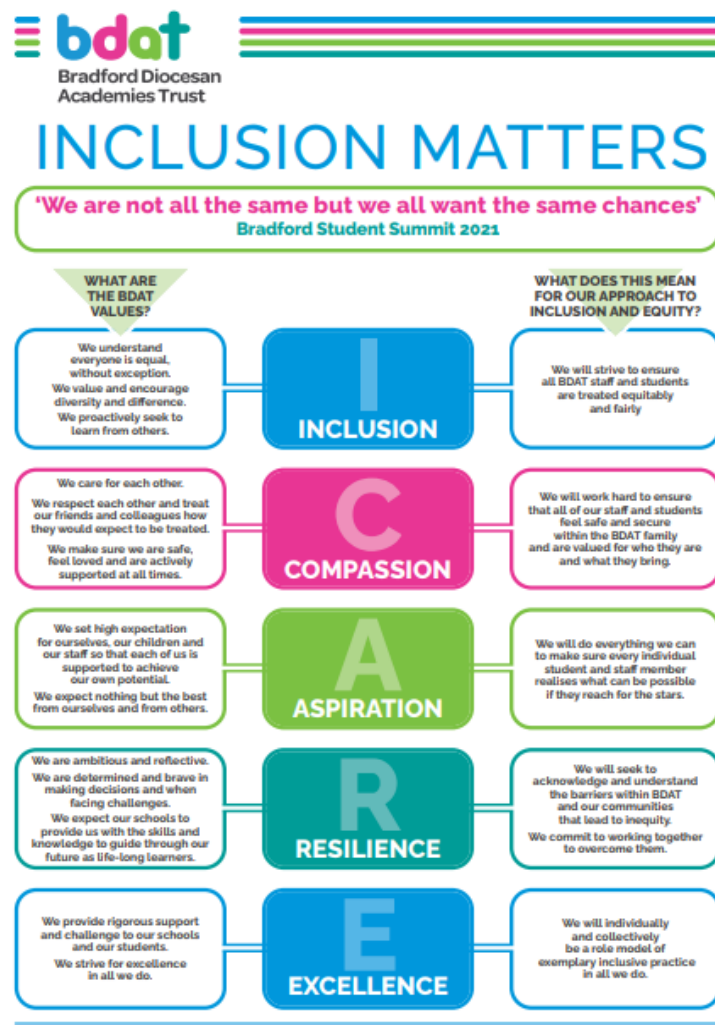 bdat
Bradford Diocesan
Academies Trust
INCLUSION MATTERS
‘We are not all the same but we all want the same chances’
Bradford Student Summit 2021
WHAT ARE
THE BDAT
VALUES?
WHAT DOES THIS MEAN
FOR OUR APPROACH TO
INCLUSION AND EQUITY?
We understand
everyone is equal,
without exception.
We value and encourage
diversity and difference.
We proactively seek to
learn from others.
I
INCLUSION
We will strive to ensure
all BDAT staff and students
are treated equitably
and fairly
We care for each other.
We respect each other and treat
our friends and colleagues how
they would expect to be treated.
We make sure we are safe,
feel loved and are actively
supported at all times.
C
COMPASSION
We will work hard to ensure
that all of our staff and students
feel safe and secure
within the BDAT family
and are valued for who they are
and what they bring.
We set high expectation
for ourselves, our children and
our staff so that each of us is
supported to achieve
our own potential.
We expect nothing but the best
from ourselves and from others.
A
ASPIRATION
We will do everything we can
to make sure every individual
student and staff member
realises what can be possible
if they reach for the stars.
We are ambitious and reflective.
We are determined and brave in
making decisions and when
facing challenges.
We expect our schools to
provide us with the skills and
knowledge to guide through our
future as life-long learners.
R
RESILIENCE
We will seek to
acknowledge and understand
the barriers within BDAT
and our communities
that lead to inequity.
We commit to working together
to overcome them.
We provide rigorous support
and challenge to our schools
and our students.
We strive for excellence
in all we do.
E
EXCELLENCE
We will individually
and collectively
be a role model of
exemplary inclusive practice
in all we do.